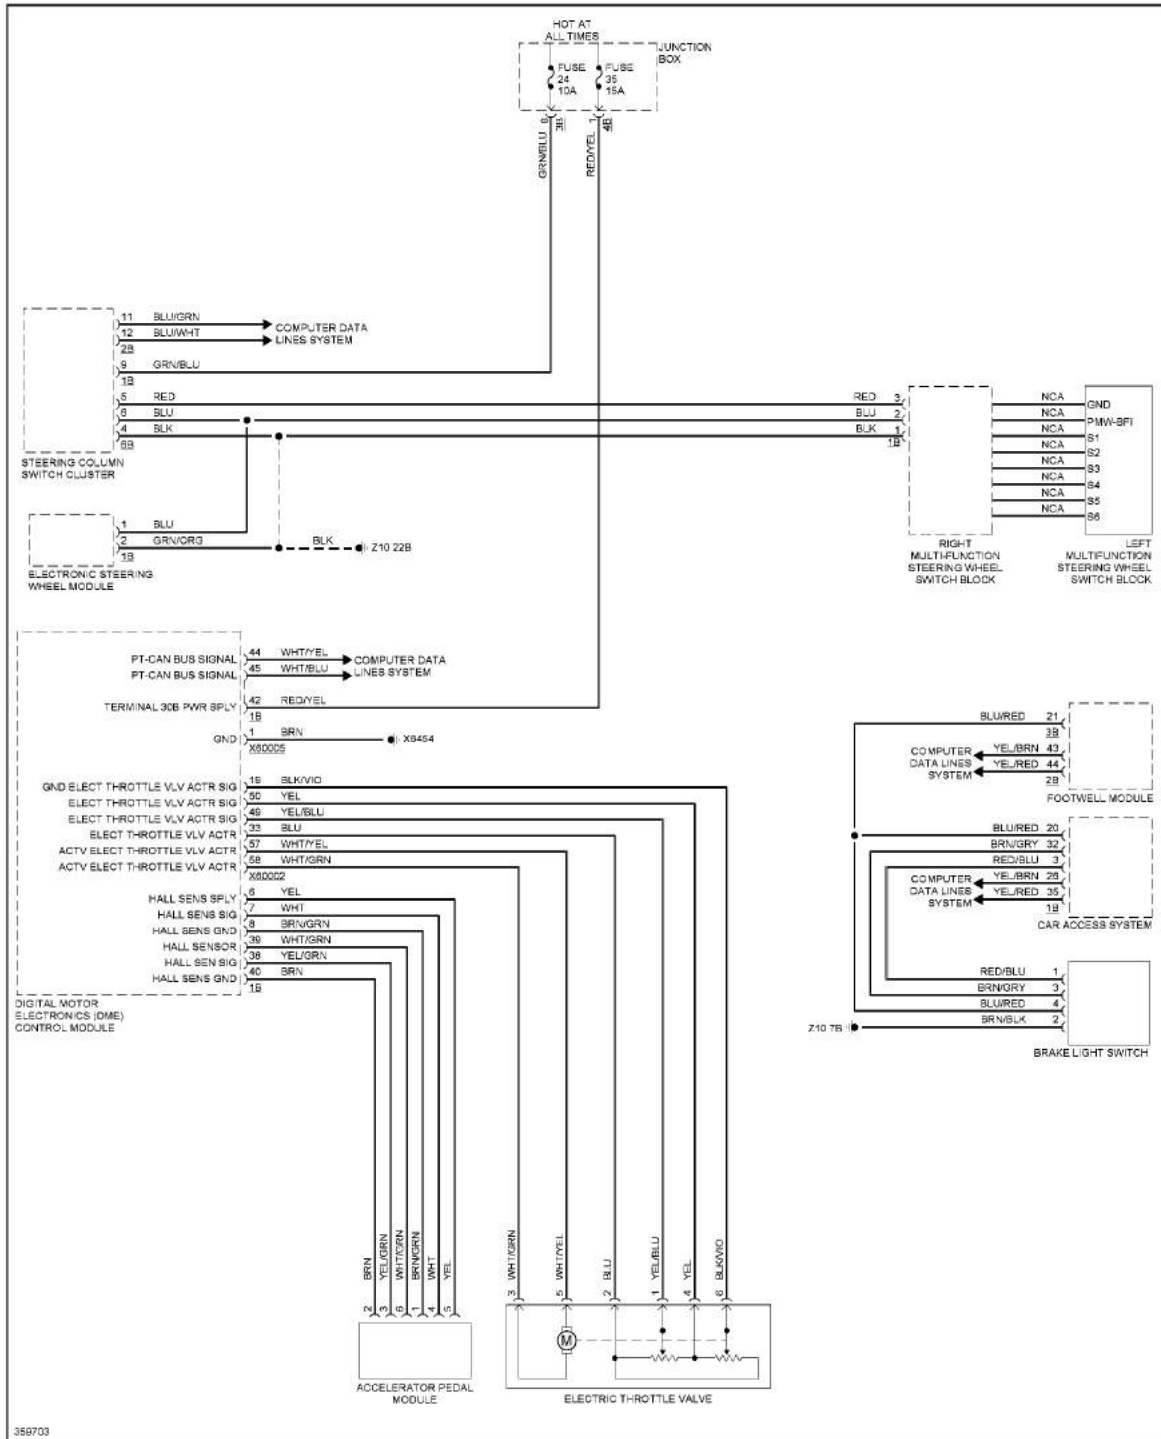 HOT AT
ALL TIMES
JUNCTION
BOX
FUSE
24
10A
FUSE
35
15A
8
3B
1
4B
GRN/BLU
RED/YEL
11 BLU/GRN
12 BLU/WHT
2B
COMPUTER DATA
LINES SYSTEM
9 GRN/BLU
1B
5 RED
6 BLU
4 BLK
6B
STEERING COLUMN
SWITCH CLUSTER
RED 3
BLU 2
BLK 1
1B
NCA GND
NCA PMW-BFI
NCA S1
NCA S2
NCA S3
NCA S4
NCA S5
NCA S6
RIGHT
MULTI-FUNCTION
STEERING WHEEL
SWITCH BLOCK
LEFT
MULTIFUNCTION
STEERING WHEEL
SWITCH BLOCK
1 BLU
2 GRN/ORG
1B
BLK
Z10 22B
ELECTRONIC STEERING
WHEEL MODULE
PT-CAN BUS SIGNAL 44 WHT/YEL
PT-CAN BUS SIGNAL 45 WHT/BLU
COMPUTER DATA
LINES SYSTEM
TERMINAL 30B PWR SPLY 42 RED/YEL
1B
GND 1 BRN X6454
X60005
GND ELECT THROTTLE VLV ACTR SIG 19 BLK/VIO
ELECT THROTTLE VLV ACTR SIG 50 YEL
ELECT THROTTLE VLV ACTR SIG 49 YEL/BLU
ELECT THROTTLE VLV ACTR 33 BLU
ACTV ELECT THROTTLE VLV ACTR 57 WHT/YEL
ACTV ELECT THROTTLE VLV ACTR 58 WHT/GRN
X60002
HALL SENS SPLY 6 YEL
HALL SENS SIG 7 WHT
HALL SENS GND 8 BRN/GRN
HALL SENSOR 39 WHT/GRN
HALL SEN SIG 38 YEL/GRN
HALL SENS GND 40 BRN
1B
DIGITAL MOTOR
ELECTRONICS (DME)
CONTROL MODULE
BLU/RED 21
3B
YEL/BRN 43
YEL/RED 44
2B
COMPUTER
DATA LINES
SYSTEM
FOOTWELL MODULE
BLU/RED 20
BRN/GRY 32
RED/BLU 3
YEL/BRN 26
YEL/RED 35
1B
COMPUTER
DATA LINES
SYSTEM
CAR ACCESS SYSTEM
RED/BLU 1
BRN/GRY 3
BLU/RED 4
BRN/BLK 2
Z10 7B
BRAKE LIGHT SWITCH
BRN
YEL/GRN
WHT/GRN
BRN/GRN
WHT
YEL
2
3
6
1
4
5
ACCELERATOR PEDAL
MODULE
WHT/GRN
WHT/YEL
BLU
YEL/BLU
YEL
BLK/VIO
3
5
2
1
4
6
M
ELECTRIC THROTTLE VALVE
359703